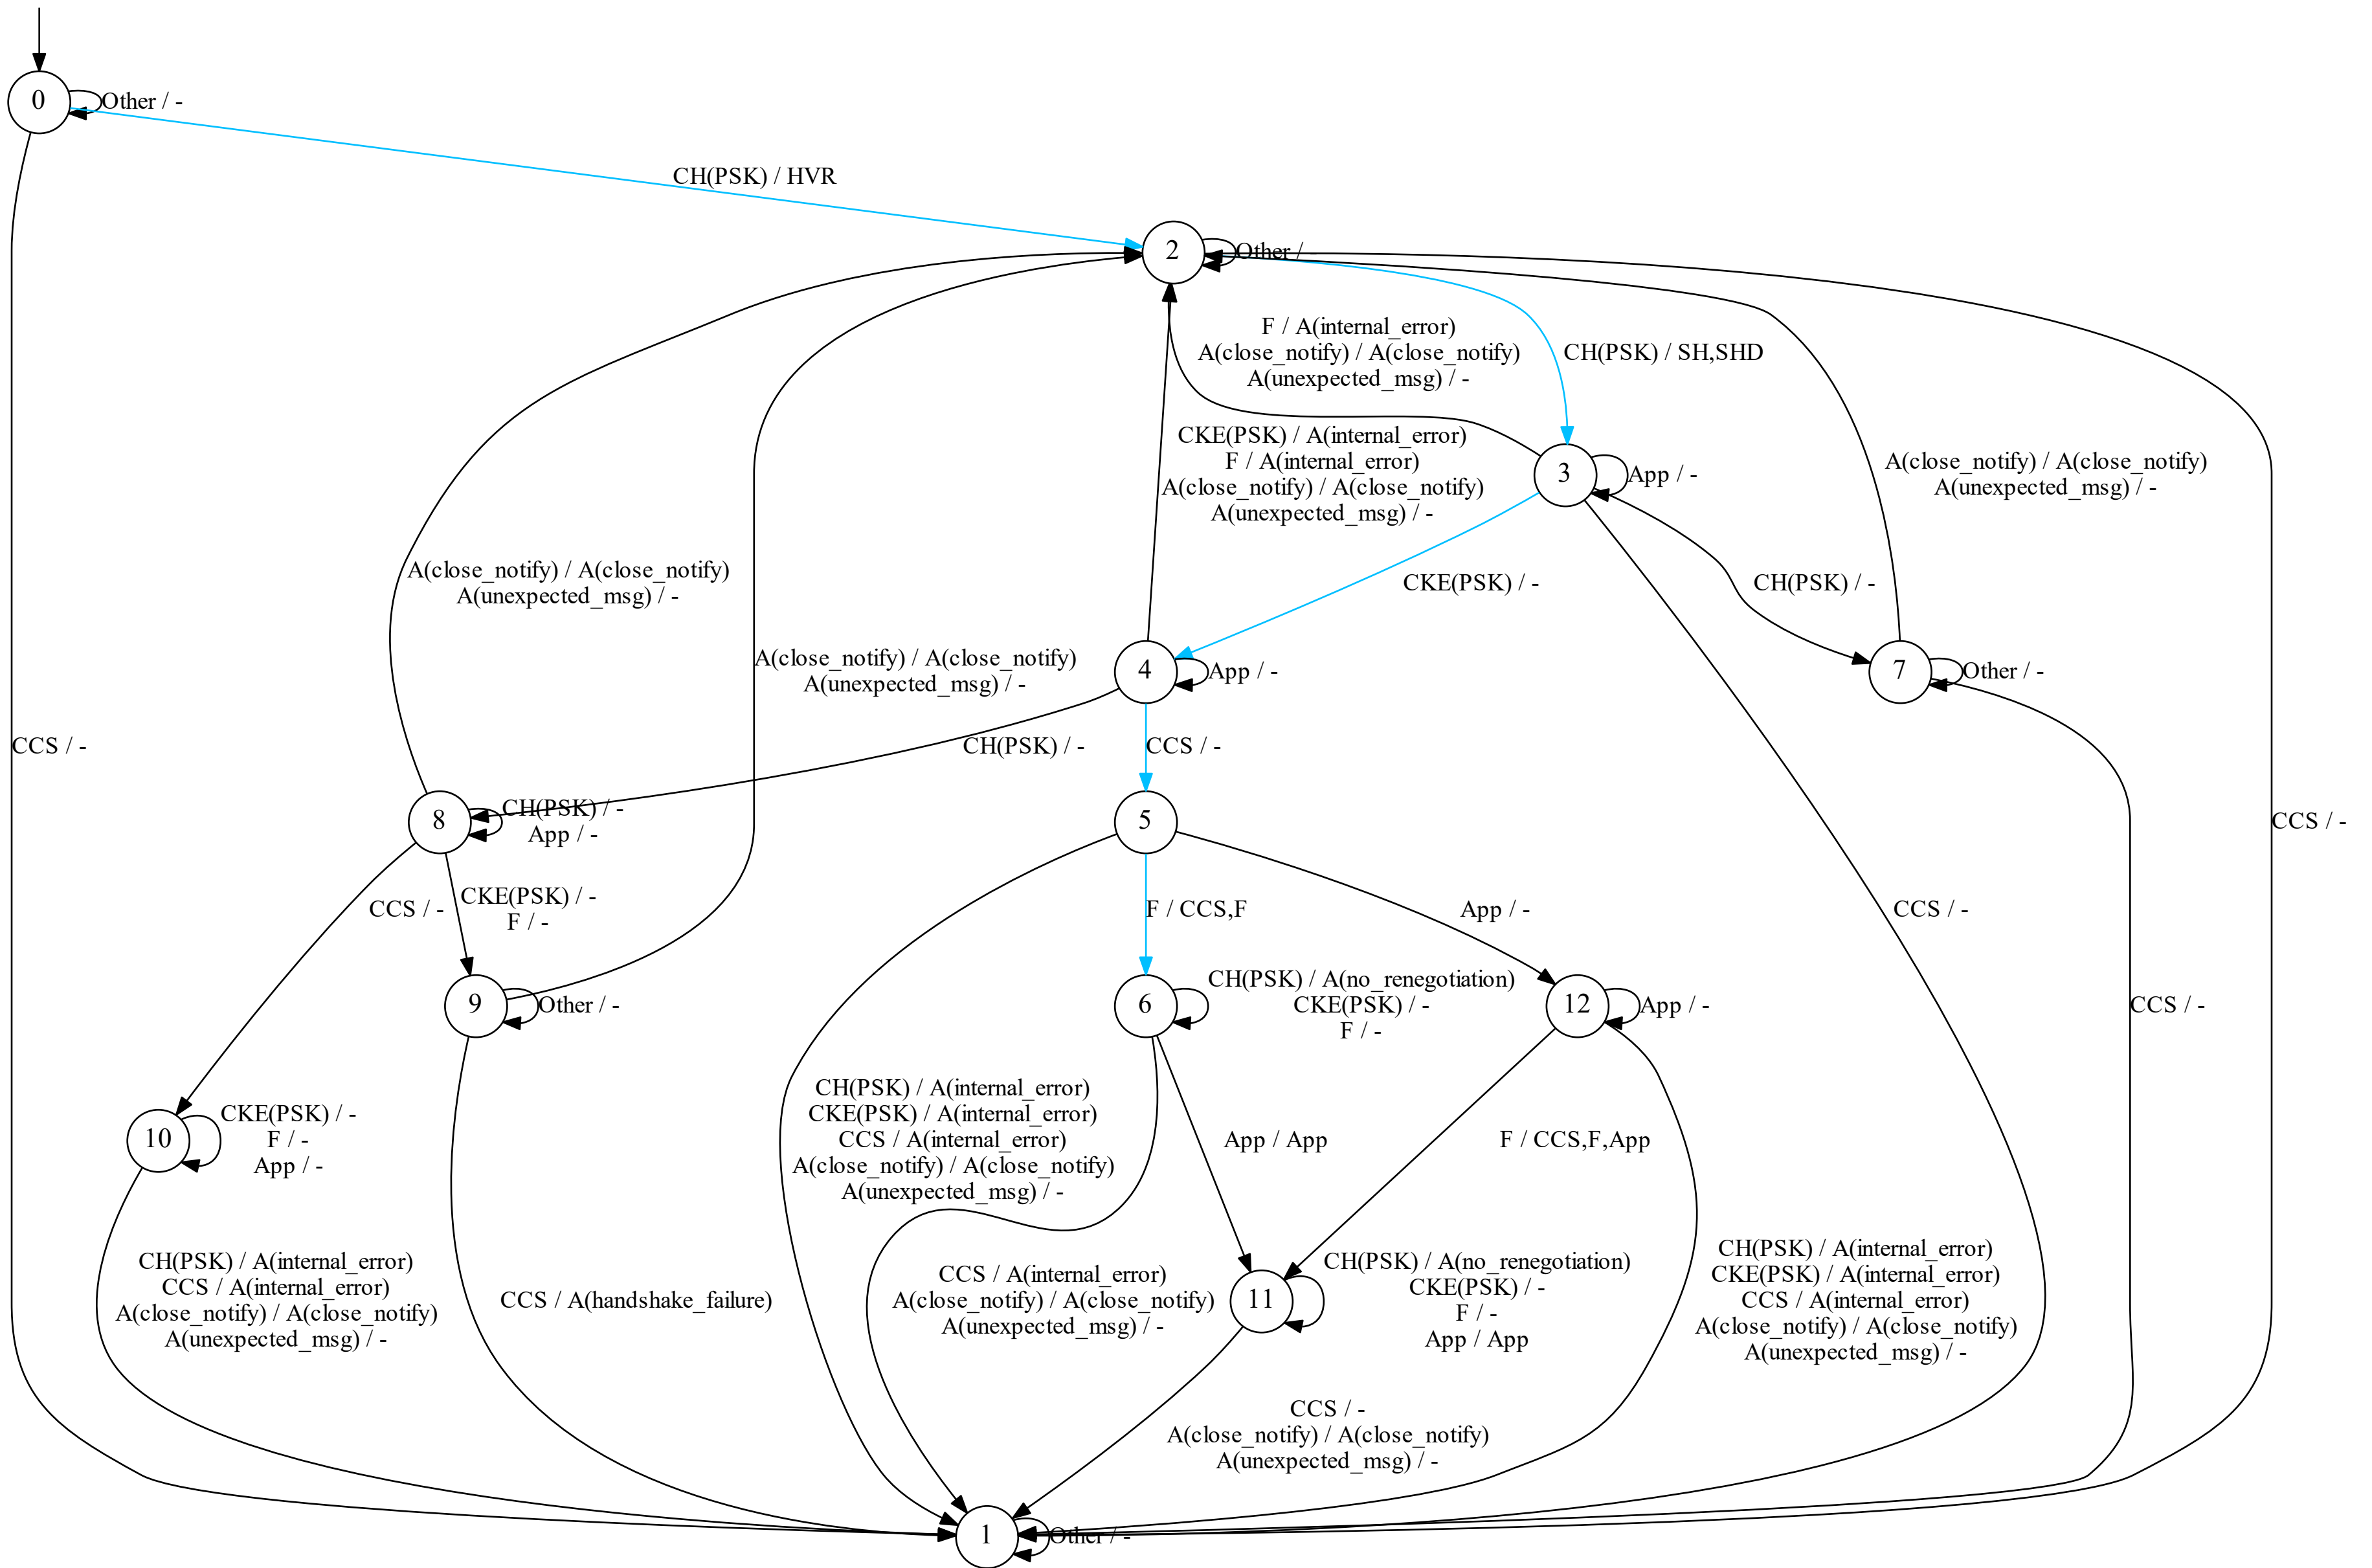 0
Other / -
CH(PSK) / HVR
2
Other / -
F / A(internal_error)
A(close_notify) / A(close_notify)
A(unexpected_msg) / -
CH(PSK) / SH,SHD
CKE(PSK) / A(internal_error)
F / A(internal_error)
A(close_notify) / A(close_notify)
A(unexpected_msg) / -
3
App / -
A(close_notify) / A(close_notify)
A(unexpected_msg) / -
A(close_notify) / A(close_notify)
A(unexpected_msg) / -
CKE(PSK) / -
CH(PSK) / -
A(close_notify) / A(close_notify)
A(unexpected_msg) / -
4
App / -
7
Other / -
CCS / -
CH(PSK) / -
CCS / -
8
CH(PSK) / -
App / -
5
CCS / -
CCS / -
CKE(PSK) / -
F / -
F / CCS,F
App / -
CCS / -
9
Other / -
6
CH(PSK) / A(no_renegotiation)
CKE(PSK) / -
F / -
12
App / -
CCS / -
10
CKE(PSK) / -
F / -
App / -
CH(PSK) / A(internal_error)
CKE(PSK) / A(internal_error)
CCS / A(internal_error)
A(close_notify) / A(close_notify)
A(unexpected_msg) / -
App / App
F / CCS,F,App
CH(PSK) / A(internal_error)
CCS / A(internal_error)
A(close_notify) / A(close_notify)
A(unexpected_msg) / -
CCS / A(handshake_failure)
CCS / A(internal_error)
A(close_notify) / A(close_notify)
A(unexpected_msg) / -
11
CH(PSK) / A(no_renegotiation)
CKE(PSK) / -
F / -
App / App
CH(PSK) / A(internal_error)
CKE(PSK) / A(internal_error)
CCS / A(internal_error)
A(close_notify) / A(close_notify)
A(unexpected_msg) / -
CCS / -
A(close_notify) / A(close_notify)
A(unexpected_msg) / -
1
Other / -